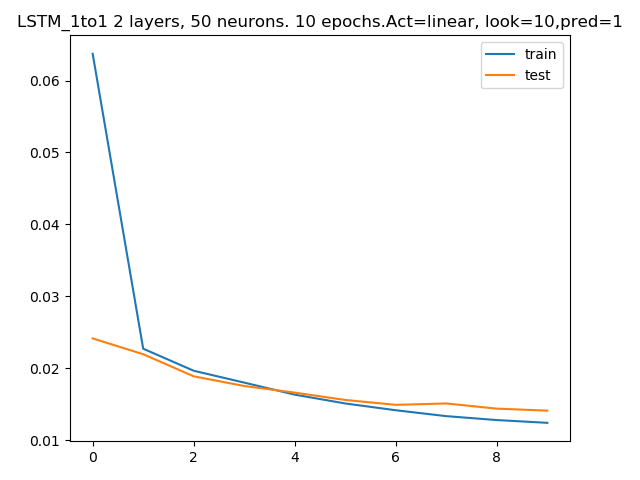 LSTM_1to1 2 layers, 50 neurons. 10 epochs.Act=linear, look=10,pred=1
train
test
0.06
0.05
0.04
0.03
0.02
0.01
0 2 4 6 8